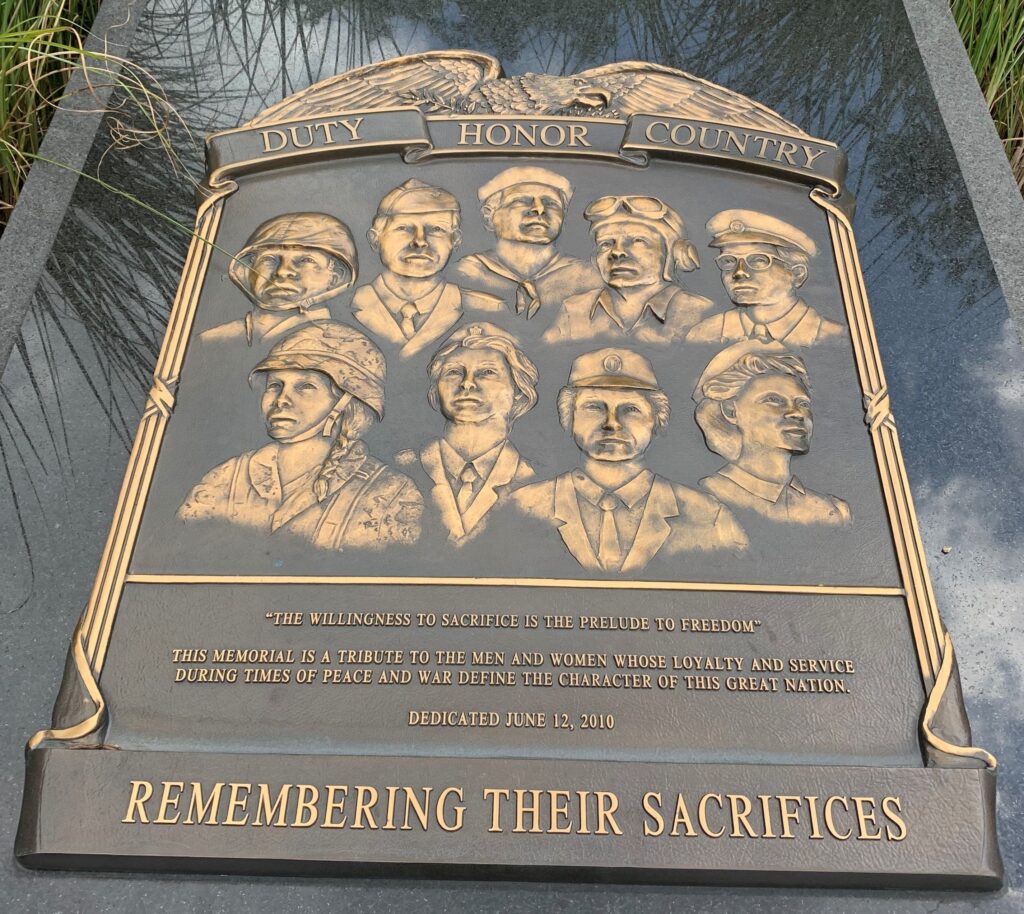 DUTY HONOR COUNTRY
“THE WILLINGNESS TO SACRIFICE IS THE PRELUDE TO FREEDOM”
THIS MEMORIAL IS A TRIBUTE TO THE MEN AND WOMEN WHOSE LOYALTY AND SERVICE
DURING TIMES OF PEACE AND WAR DEFINE THE CHARACTER OF THIS GREAT NATION.
DEDICATED JUNE 12, 2010
REMEMBERING THEIR SACRIFICES